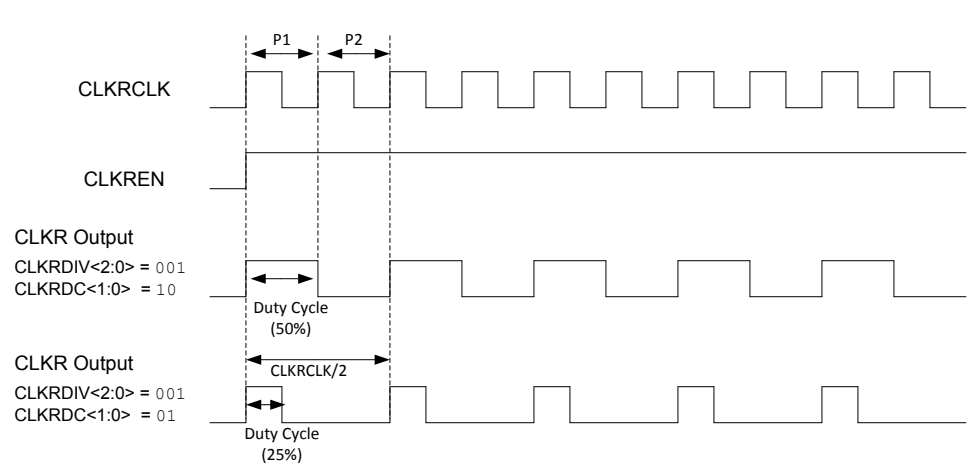 P1
P2
CLKRCLK
CLKREN
CLKR Output
CLKRDIV<2:0> = 001
CLKRDC<1:0> = 10
Duty Cycle
(50%)
CLKR Output
CLKRCLK/2
CLKRDIV<2:0> = 001
CLKRDC<1:0> = 01
Duty Cycle
(25%)